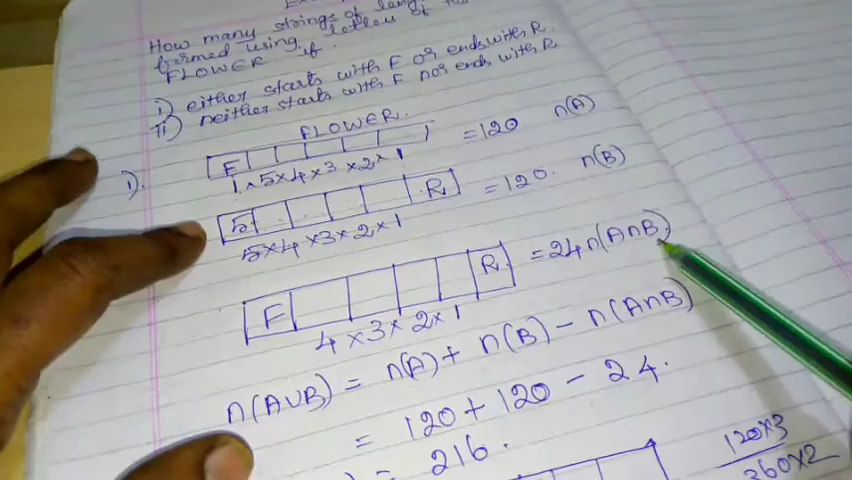 How many strings of
formed using letters of the
FLOWER if
i) either starts with F or ends with R.
ii) neither starts with F nor ends with R
FLOWER.
i). F = 120 n(A)
1 x 5 x 4 x 3 x 2 x 1
5 R = 120. n(B)
5 x 4 x 3 x 2 x 1
F R = 24 n(A∩B).
4 x 3 x 2 x 1
n(A∪B) = n(A) + n(B) - n(A∩B)
= 120 + 120 - 24.
= 216.
120 x 3
360 x 2